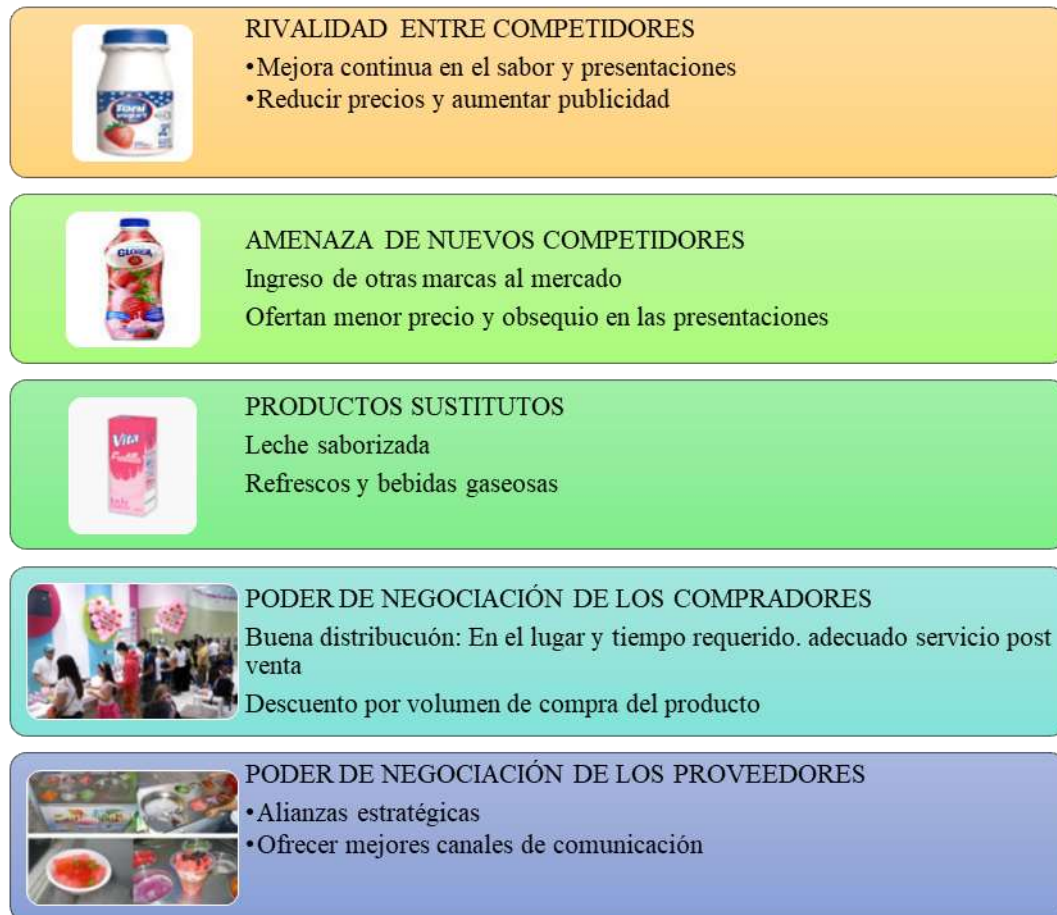 RIVALIDAD ENTRE COMPETIDORES
•Mejora continua en el sabor y presentaciones
•Reducir precios y aumentar publicidad
Toni
AMENAZA DE NUEVOS COMPETIDORES
GLORIA
Ingreso de otras marcas al mercado
Ofertan menor precio y obsequio en las presentaciones
PRODUCTOS SUSTITUTOS
Vita
Leche saborizada
Refrescos y bebidas gaseosas
PODER DE NEGOCIACIÓN DE LOS COMPRADORES
Buena distribucuón: En el lugar y tiempo requerido. adecuado servicio post
venta
Descuento por volumen de compra del producto
PODER DE NEGOCIACIÓN DE LOS PROVEEDORES
•Alianzas estratégicas
•Ofrecer mejores canales de comunicación